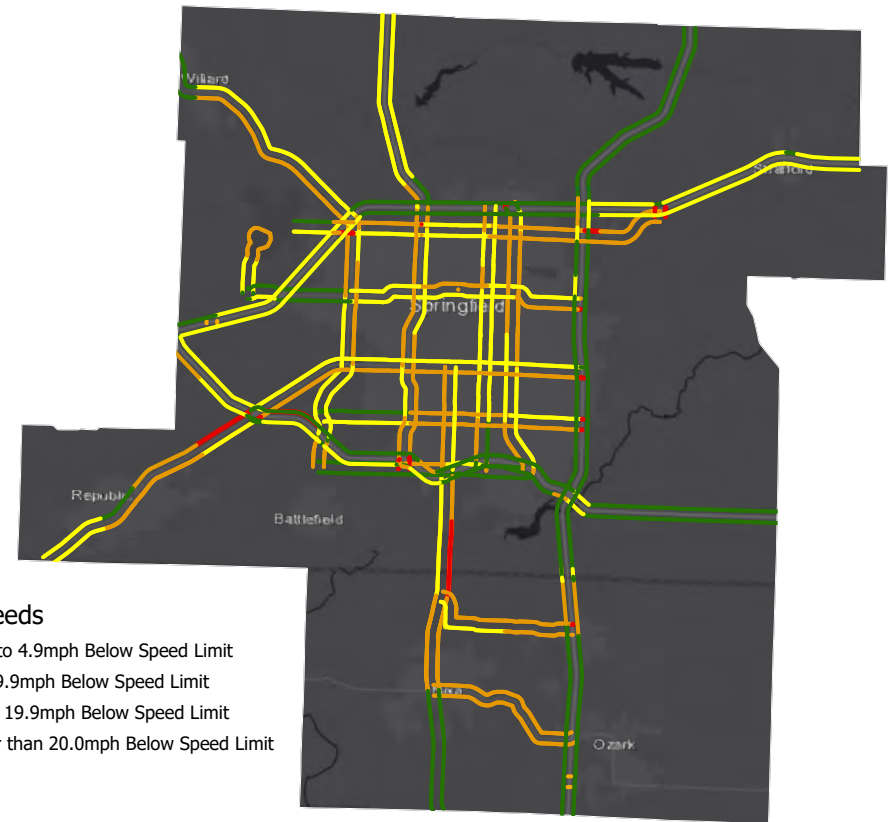 Willard
Strafford
Springfield
Republic
Battlefield
eeds
to 4.9mph Below Speed Limit
9.9mph Below Speed Limit
19.9mph Below Speed Limit
r than 20.0mph Below Speed Limit
Nixa
Ozark